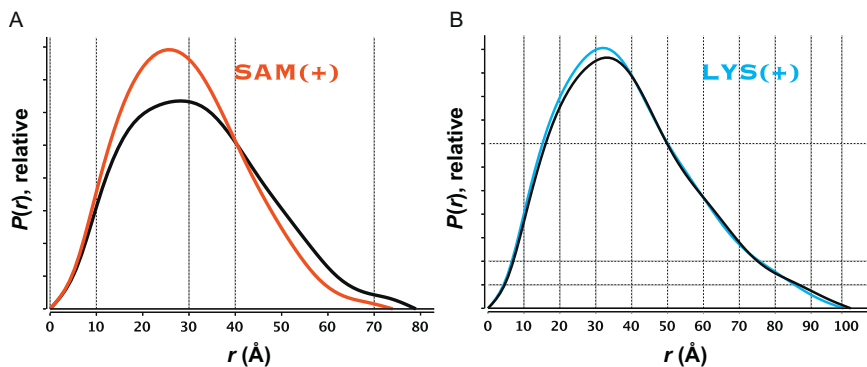 A
P(r), relative
SAM(+)
0 10 20 30 40 50 60 70 80
r (Å)
B
P(r), relative
LYS(+)
0 10 20 30 40 50 60 70 80 90 100
r (Å)